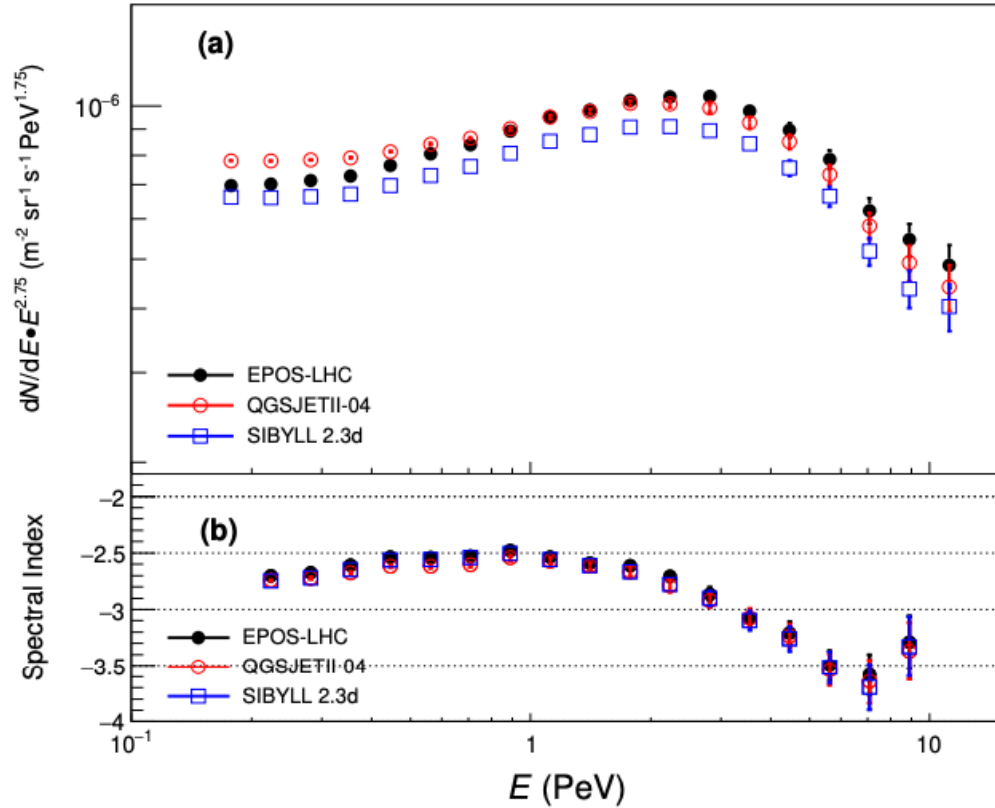 (a)
dN/dE•E^2.75 (m^-2 sr^-1 s^-1 PeV^1.75)
10^-6
EPOS-LHC
QGSJETII-04
SIBYLL 2.3d
(b)
Spectral Index
−2
−2.5
−3
−3.5
−4
EPOS-LHC
QGSJETII-04
SIBYLL 2.3d
10^-1
1
10
E (PeV)